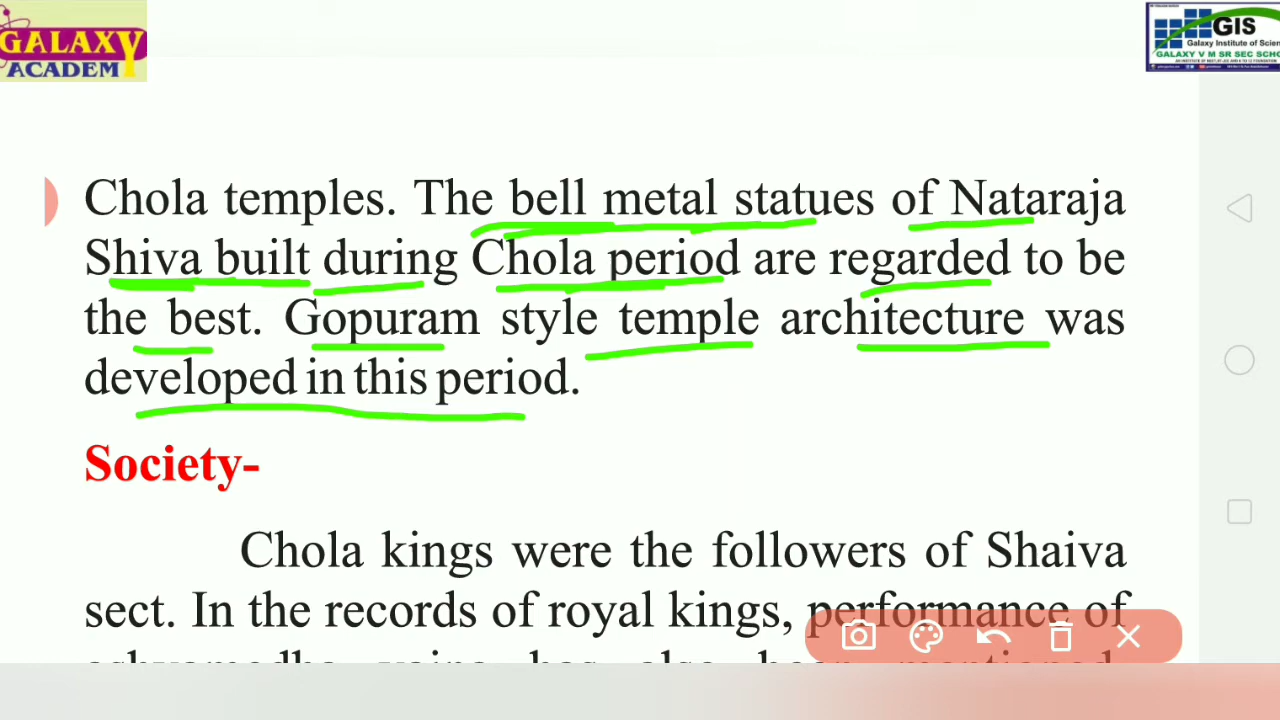 GALAXY
ACADEMY
GIS
Galaxy Institute of Scien
GALAXY V M SR SEC SCHO
Chola temples. The bell metal statues of Nataraja
Shiva built during Chola period are regarded to be
the best. Gopuram style temple architecture was
developed in this period.
Society-
Chola kings were the followers of Shaiva
sect. In the records of royal kings, performance of